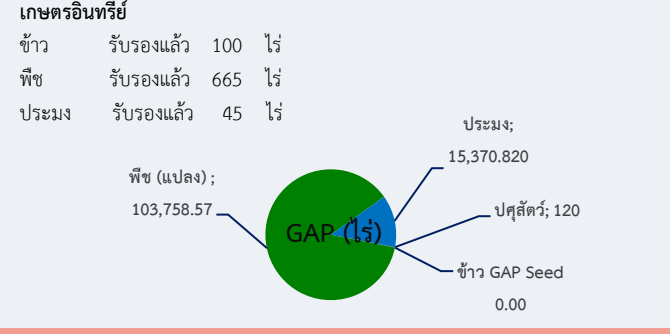 เกษตรอินทรีย์
ข้าว รับรองแล้ว 100 ไร่
พืช รับรองแล้ว 665 ไร่
ประมง รับรองแล้ว 45 ไร่
ประมง;
15,370.820
พืช (แปลง) ;
103,758.57
ปศุสัตว์; 120
GAP (ไร่)
ข้าว GAP Seed
0.00